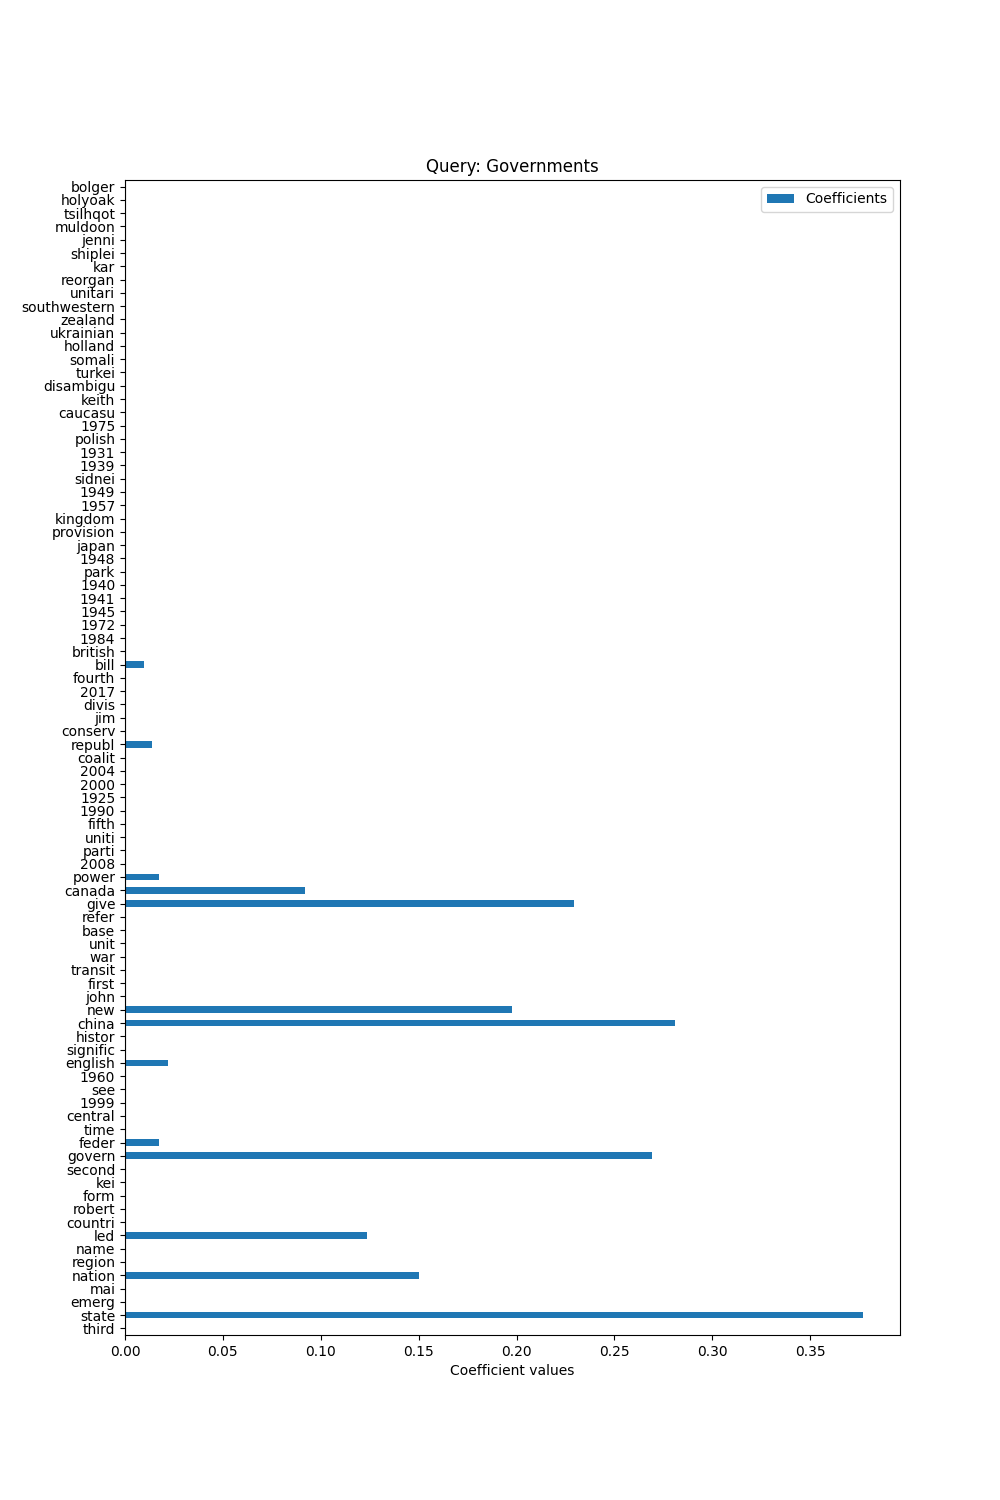 Query: Governments
Coefficients
bolger
holyoak
tsilhqot
muldoon
jenni
shiplei
kar
reorgan
unitari
southwestern
zealand
ukrainian
holland
somali
turkei
disambigu
keith
caucasu
1975
polish
1931
1939
sidnei
1949
1957
kingdom
provision
japan
1948
park
1940
1941
1945
1972
1984
british
bill
fourth
2017
divis
jim
conserv
republ
coalit
2004
2000
1925
1990
fifth
uniti
parti
2008
power
canada
give
refer
base
unit
war
transit
first
john
new
china
histor
signific
english
1960
see
1999
central
time
feder
govern
second
kei
form
robert
countri
led
name
region
nation
mai
emerg
state
third
0.00 0.05 0.10 0.15 0.20 0.25 0.30 0.35
Coefficient values